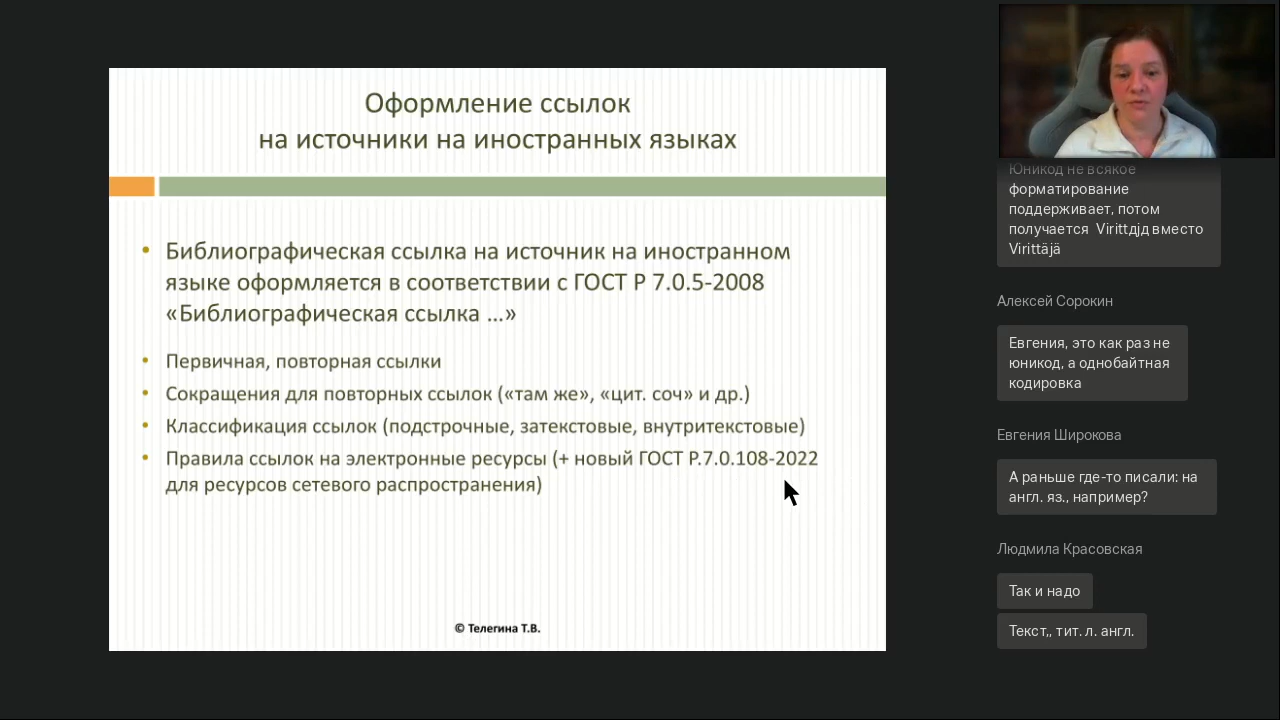 Оформление ссылок
на источники на иностранных языках
• Библиографическая ссылка на источник на иностранном
языке оформляется в соответствии с ГОСТ Р 7.0.5-2008
«Библиографическая ссылка ...»
• Первичная, повторная ссылки
• Сокращения для повторных ссылок («там же», «цит. соч» и др.)
• Классификация ссылок (подстрочные, затекстовые, внутритекстовые)
• Правила ссылок на электронные ресурсы (+ новый ГОСТ Р.7.0.108-2022
для ресурсов сетевого распространения)
© Телегина Т.В.
Юникод не всякое
форматирование
поддерживает, потом
получается Virittдjд вместо
Virittäjä
Алексей Сорокин
Евгения, это как раз не
юникод, а однобайтная
кодировка
Евгения Широкова
А раньше где-то писали: на
англ. яз., например?
Людмила Красовская
Так и надо
Текст,, тит. л. англ.